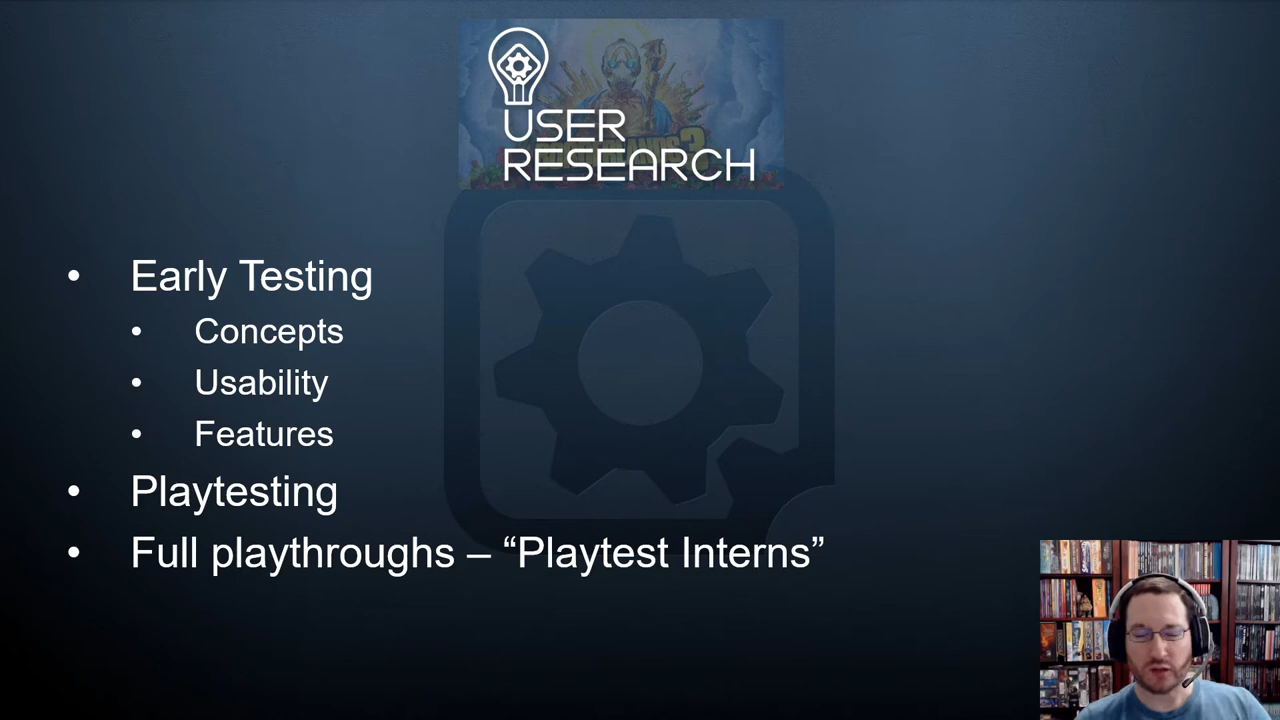 USER
RESEARCH
• Early Testing
• Concepts
• Usability
• Features
• Playtesting
• Full playthroughs – “Playtest Interns”